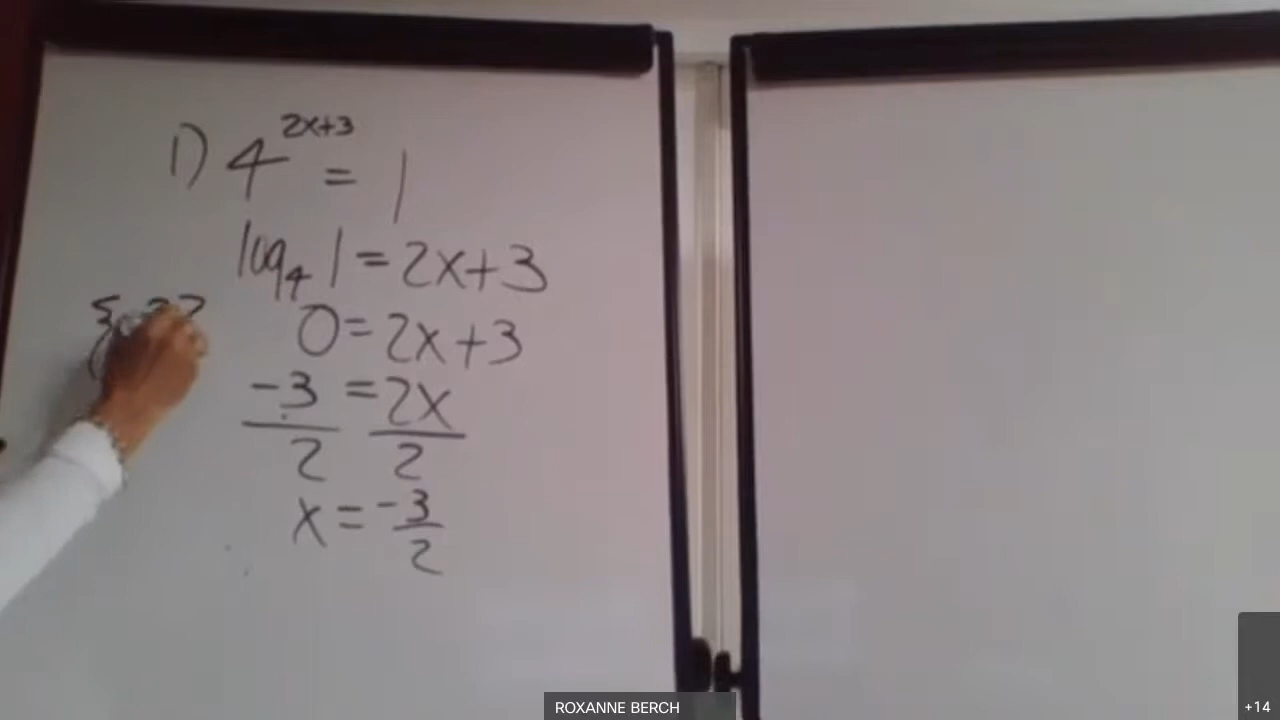 1) 4^{2x+3} = 1
log_4 1 = 2x+3
0 = 2x+3
-3 = 2x
2 2
x = -3/2
ROXANNE BERCH
+14